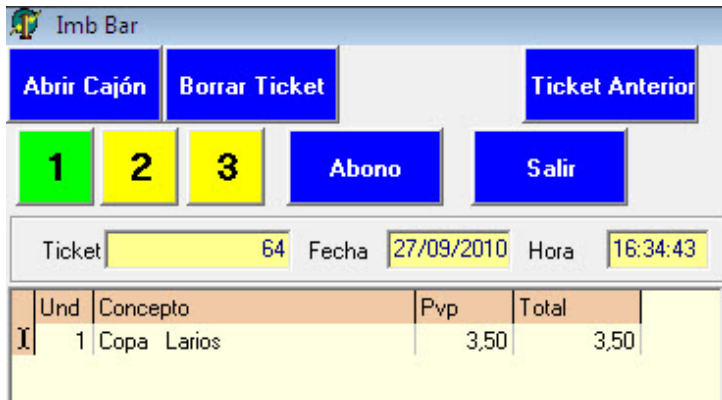 Imb Bar
Abrir Cajón Borrar Ticket Ticket Anterior
1 2 3 Abono Salir
Ticket 64 Fecha 27/09/2010 Hora 16:34:43
Und Concepto Pvp Total
1 Copa Larios 3,50 3,50